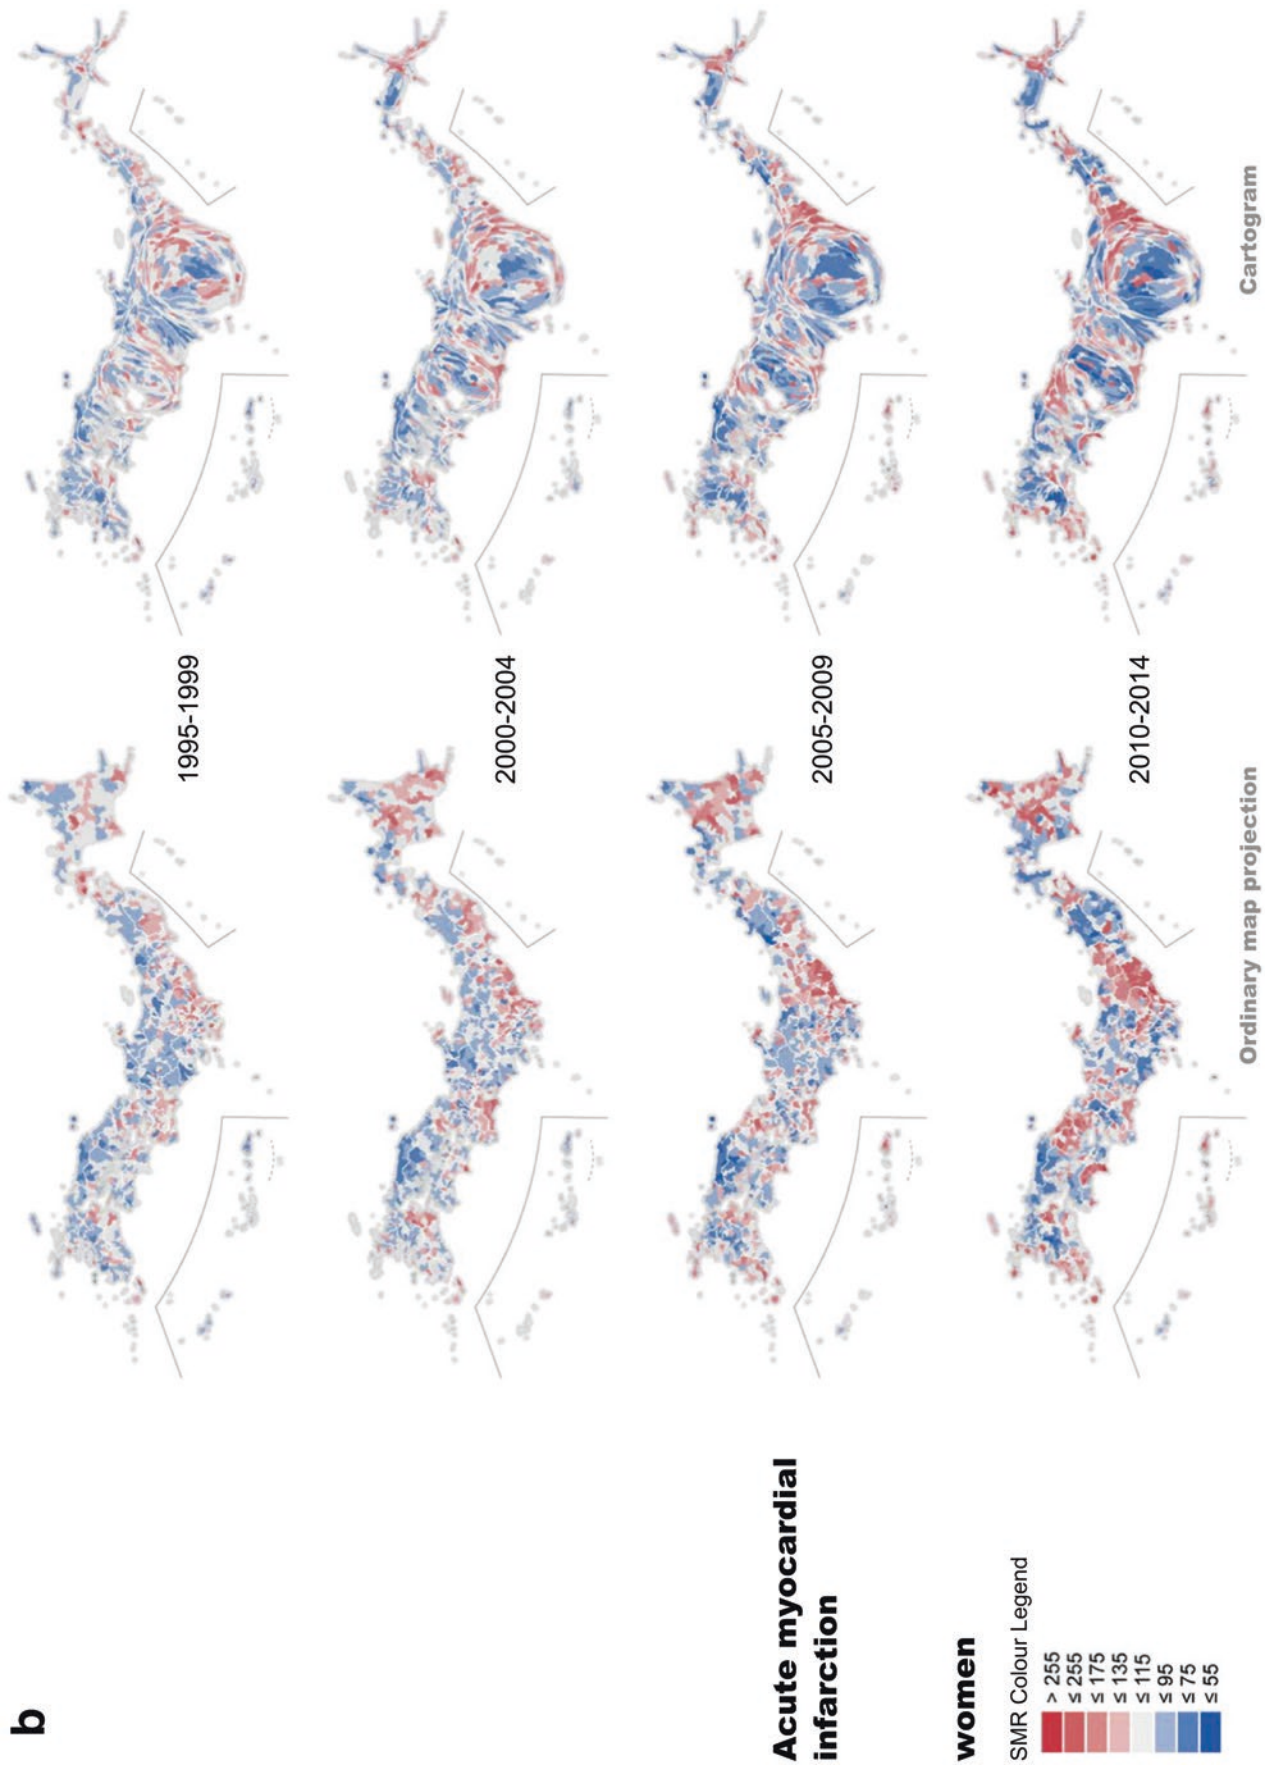 b
Acute myocardial
infarction
women
SMR Colour Legend
> 255
≤ 255
≤ 175
≤ 135
≤ 115
≤ 95
≤ 75
≤ 55
1995-1999
2000-2004
2005-2009
2010-2014
Ordinary map projection
Cartogram